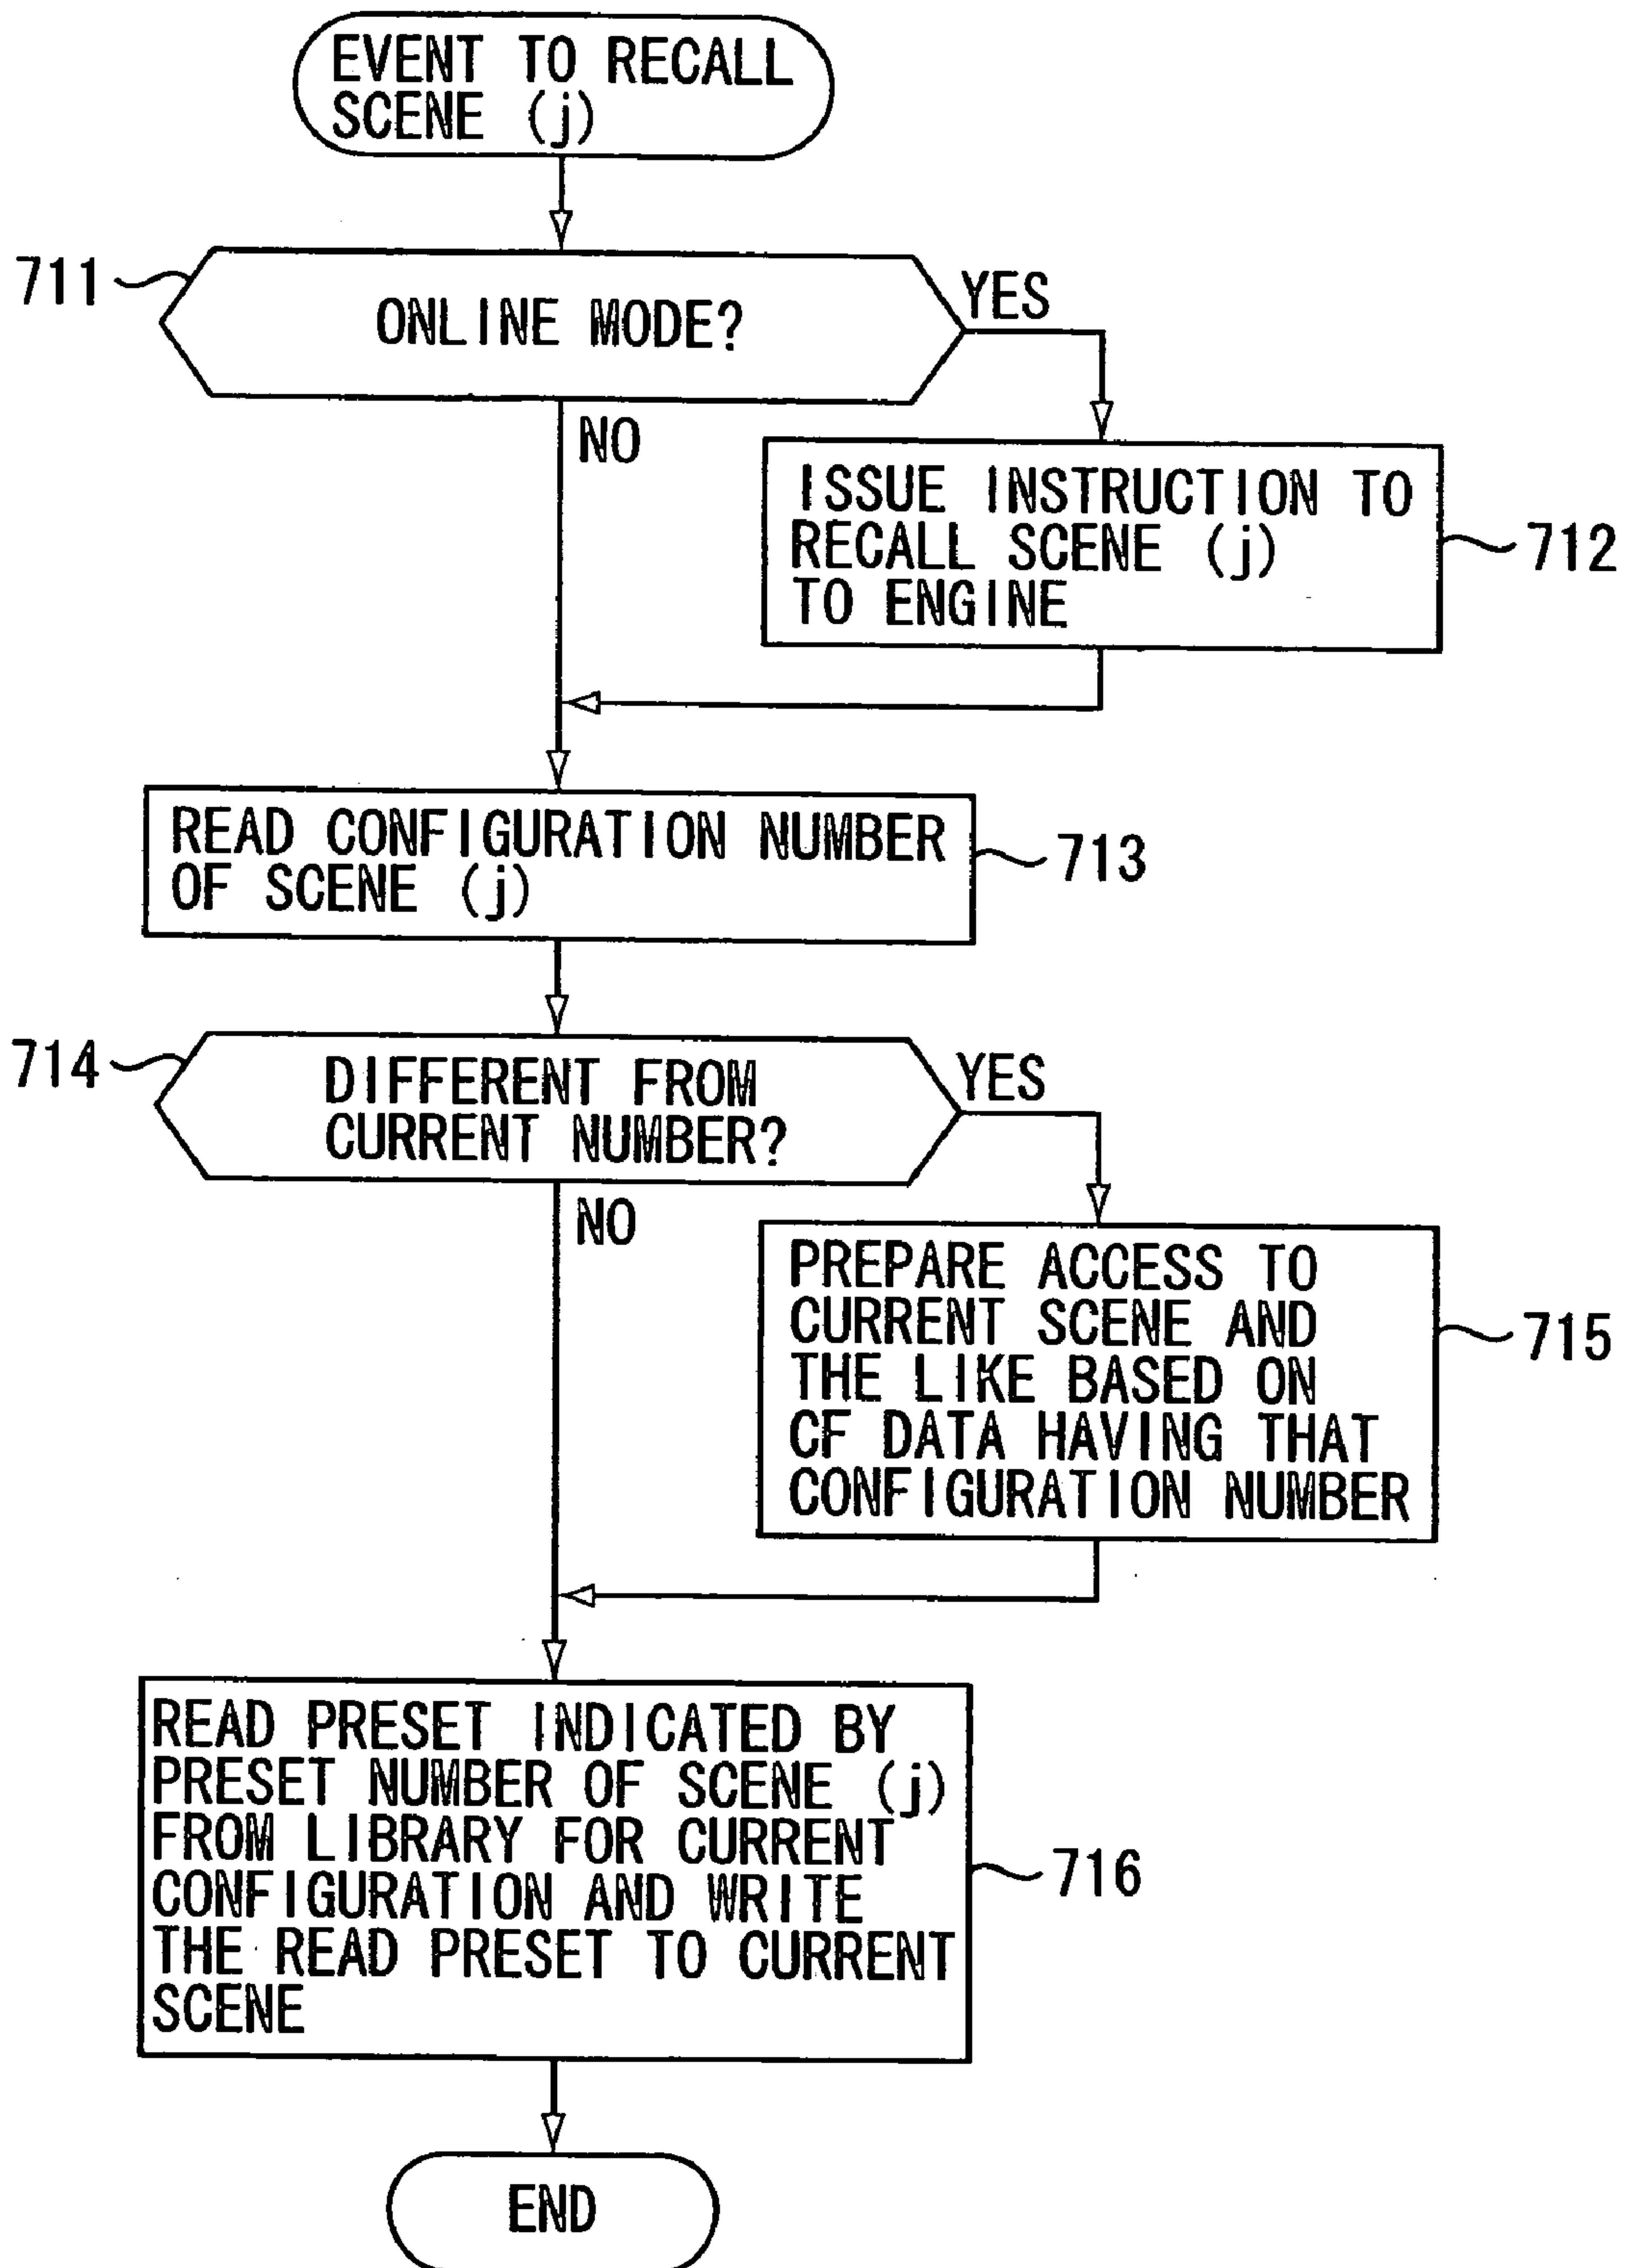 EVENT TO RECALL
SCENE (j)
711
ONLINE MODE?
YES
NO
ISSUE INSTRUCTION TO
RECALL SCENE (j)
TO ENGINE
712
READ CONFIGURATION NUMBER
OF SCENE (j)
713
714
DIFFERENT FROM
CURRENT NUMBER?
YES
NO
PREPARE ACCESS TO
CURRENT SCENE AND
THE LIKE BASED ON
CF DATA HAVING THAT
CONFIGURATION NUMBER
715
READ PRESET INDICATED BY
PRESET NUMBER OF SCENE (j)
FROM LIBRARY FOR CURRENT
CONFIGURATION AND WRITE
THE READ PRESET TO CURRENT
SCENE
716
END